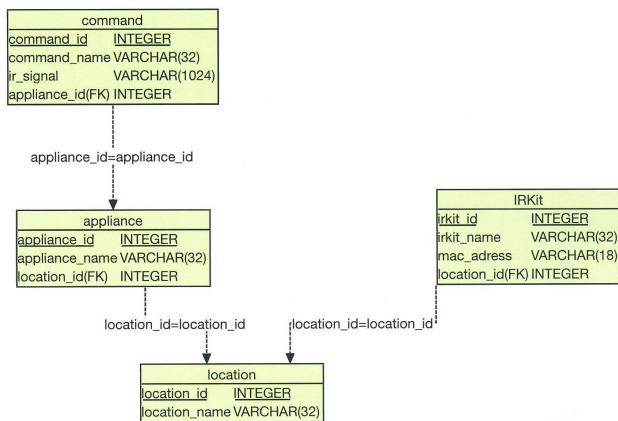 command
command_id INTEGER
command_name VARCHAR(32)
ir_signal VARCHAR(1024)
appliance_id(FK) INTEGER
appliance_id=appliance_id
appliance
appliance_id INTEGER
appliance_name VARCHAR(32)
location_id(FK) INTEGER
IRKit
irkit_id INTEGER
irkit_name VARCHAR(32)
mac_adress VARCHAR(18)
location_id(FK) INTEGER
location_id=location_id
location_id=location_id
location
location_id INTEGER
location_name VARCHAR(32)